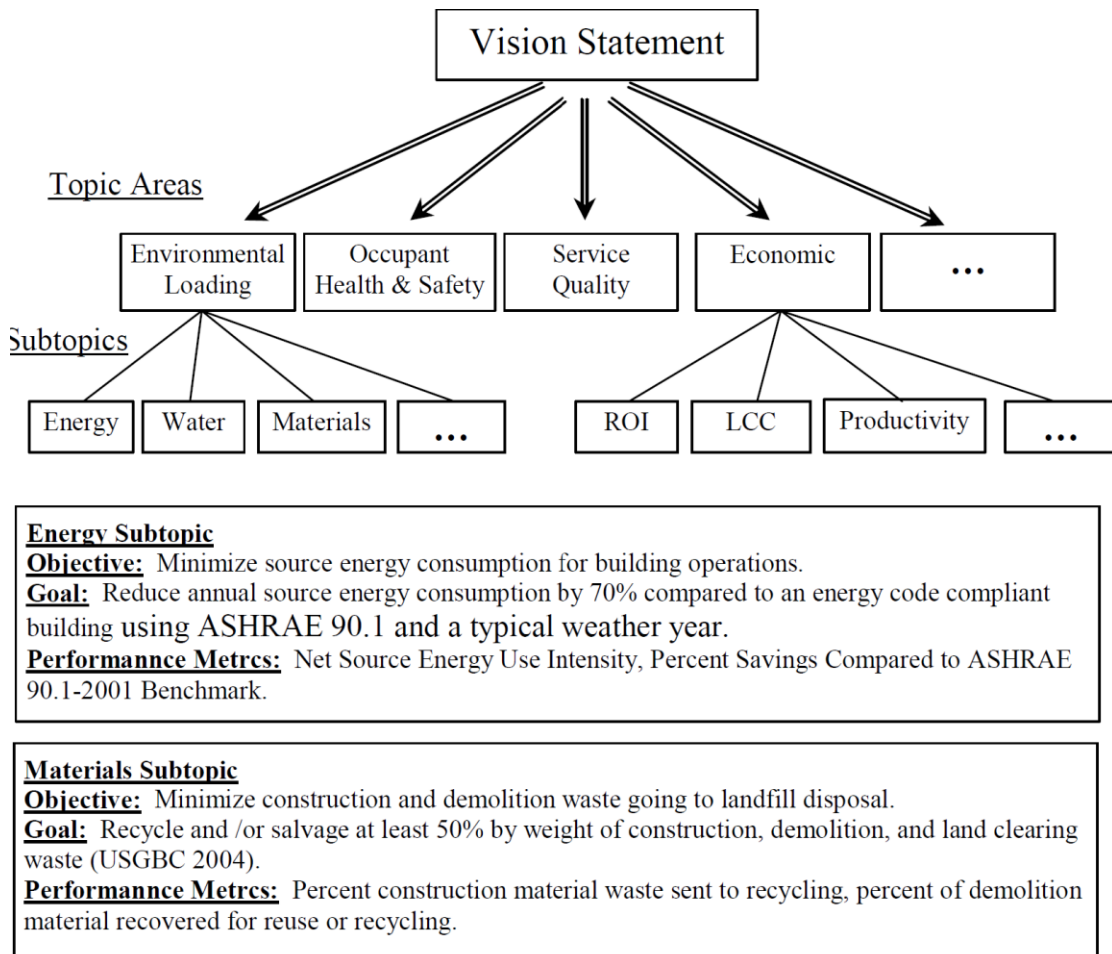 Vision Statement
Topic Areas
Environmental
Loading
Occupant
Health & Safety
Service
Quality
Economic
...
Subtopics
Energy
Water
Materials
...
ROI
LCC
Productivity
...
Energy Subtopic
Objective: Minimize source energy consumption for building operations.
Goal: Reduce annual source energy consumption by 70% compared to an energy code compliant
building using ASHRAE 90.1 and a typical weather year.
Performannce Metrcs: Net Source Energy Use Intensity, Percent Savings Compared to ASHRAE
90.1-2001 Benchmark.
Materials Subtopic
Objective: Minimize construction and demolition waste going to landfill disposal.
Goal: Recycle and /or salvage at least 50% by weight of construction, demolition, and land clearing
waste (USGBC 2004).
Performannce Metrcs: Percent construction material waste sent to recycling, percent of demolition
material recovered for reuse or recycling.